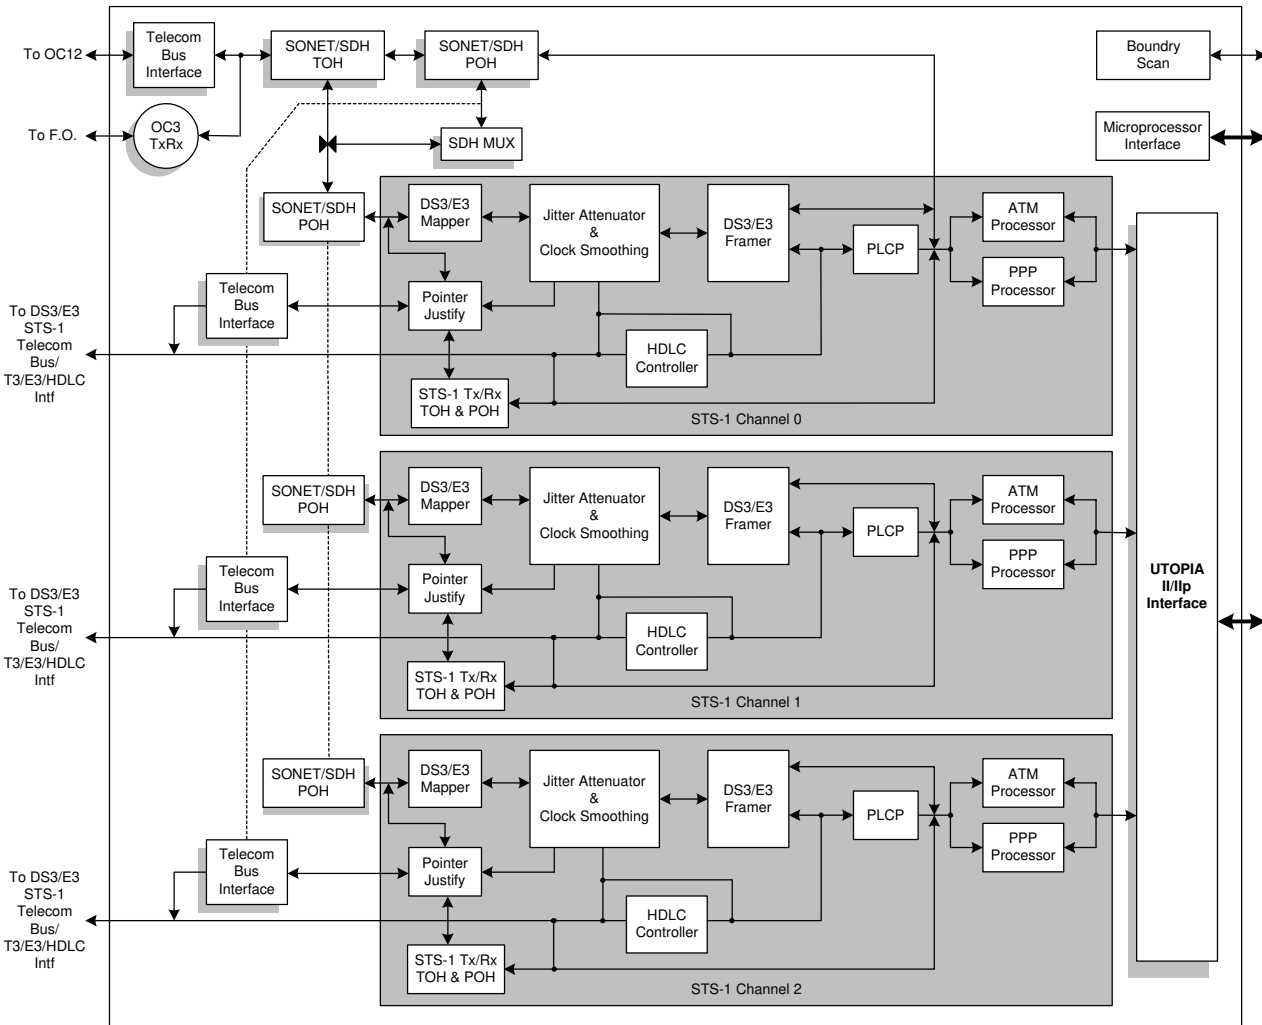 To OC12
Telecom
Bus
Interface
SONET/SDH
TOH
SONET/SDH
POH
Boundry
Scan
To F.O.
OC3
TxRx
SDH MUX
Microprocessor
Interface
SONET/SDH
POH
DS3/E3
Mapper
Jitter Attenuator
&
Clock Smoothing
DS3/E3
Framer
PLCP
ATM
Processor
PPP
Processor
Telecom
Bus
Interface
Pointer
Justify
To DS3/E3
STS-1
Telecom
Bus/
T3/E3/HDLC
Intf
HDLC
Controller
STS-1 Tx/Rx
TOH & POH
STS-1 Channel 0
SONET/SDH
POH
DS3/E3
Mapper
Jitter Attenuator
&
Clock Smoothing
DS3/E3
Framer
PLCP
ATM
Processor
PPP
Processor
Telecom
Bus
Interface
Pointer
Justify
To DS3/E3
STS-1
Telecom
Bus/
T3/E3/HDLC
Intf
HDLC
Controller
STS-1 Tx/Rx
TOH & POH
STS-1 Channel 1
UTOPIA
II/IIp
Interface
SONET/SDH
POH
DS3/E3
Mapper
Jitter Attenuator
&
Clock Smoothing
DS3/E3
Framer
PLCP
ATM
Processor
PPP
Processor
Telecom
Bus
Interface
Pointer
Justify
To DS3/E3
STS-1
Telecom
Bus/
T3/E3/HDLC
Intf
HDLC
Controller
STS-1 Tx/Rx
TOH & POH
STS-1 Channel 2